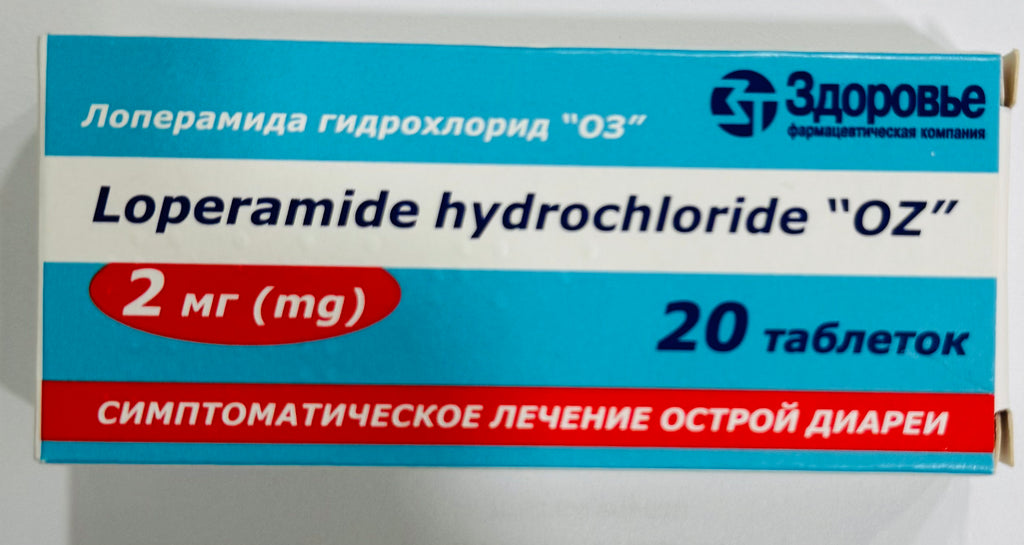 Здоровье
фармацевтическая компания
Лоперамида гидрохлорид “ОЗ”
Loperamide hydrochloride “OZ”
2 мг (mg)
20 таблеток
СИМПТОМАТИЧЕСКОЕ ЛЕЧЕНИЕ ОСТРОЙ ДИАРЕИ